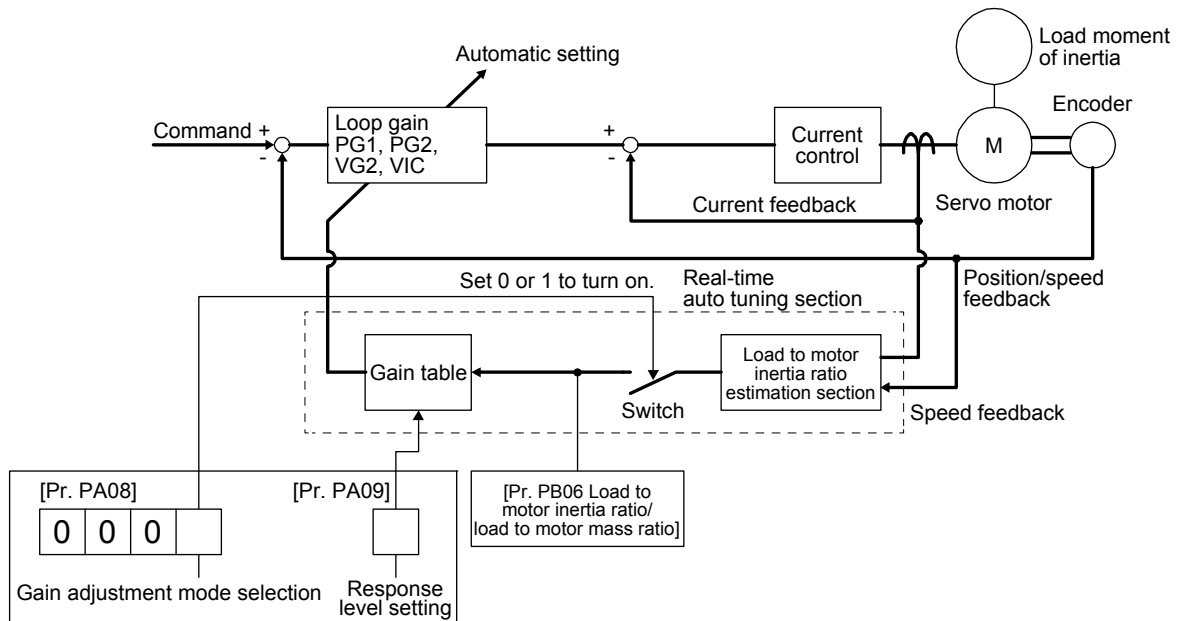 Automatic setting
Load moment
of inertia
Encoder
Command
+
-
Loop gain
PG1, PG2,
VG2, VIC
+
-
Current
control
M
Servo motor
Current feedback
Set 0 or 1 to turn on.
Real-time
auto tuning section
Position/speed
feedback
Gain table
Switch
Load to motor
inertia ratio
estimation section
Speed feedback
[Pr. PA08]
0 0 0
Gain adjustment mode selection
[Pr. PA09]
Response
level setting
[Pr. PB06 Load to
motor inertia ratio/
load to motor mass ratio]